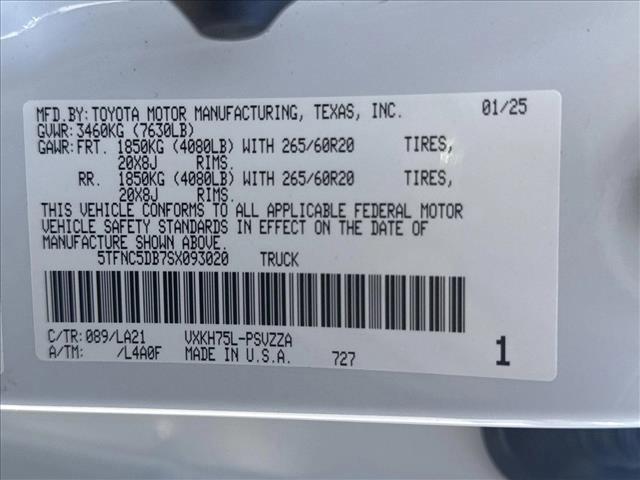 MFD.BY:TOYOTA MOTOR MANUFACTURING, TEXAS, INC. 01/25
GVWR:3460KG (7630LB)
GAWR:FRT. 1850KG (4080LB) WITH 265/60R20 TIRES,
20X8J RIMS.
RR. 1850KG (4080LB) WITH 265/60R20 TIRES,
20X8J RIMS.
THIS VEHICLE CONFORMS TO ALL APPLICABLE FEDERAL MOTOR
VEHICLE SAFETY STANDARDS IN EFFECT ON THE DATE OF
MANUFACTURE SHOWN ABOVE.
5TFNC5DB7SX093020 TRUCK
C/TR:089/LA21 VXKH75L-PSVZZA
A/TM: /L4A0F MADE IN U.S.A. 727 1